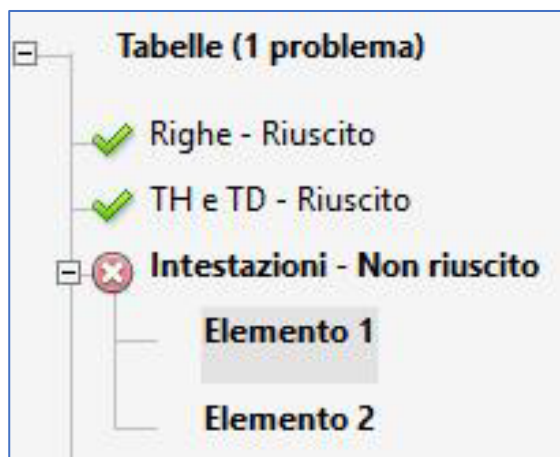 Tabelle (1 problema)
Righe - Riuscito
TH e TD - Riuscito
Intestazioni - Non riuscito
Elemento 1
Elemento 2